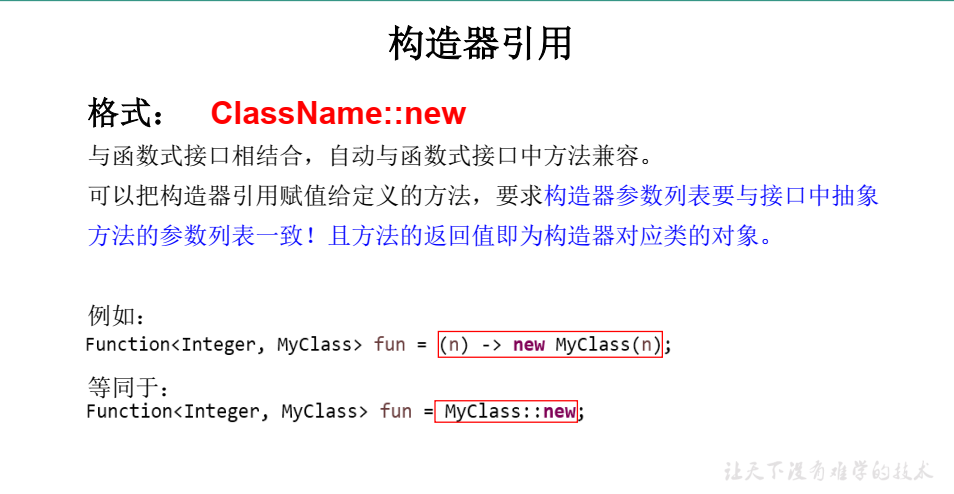 构造器引用
格式： ClassName::new
与函数式接口相结合，自动与函数式接口中方法兼容。
可以把构造器引用赋值给定义的方法，要求构造器参数列表要与接口中抽象
方法的参数列表一致！且方法的返回值即为构造器对应类的对象。
例如：
Function<Integer, MyClass> fun = (n) -> new MyClass(n);
等同于：
Function<Integer, MyClass> fun = MyClass::new;
让天下没有难学的技术